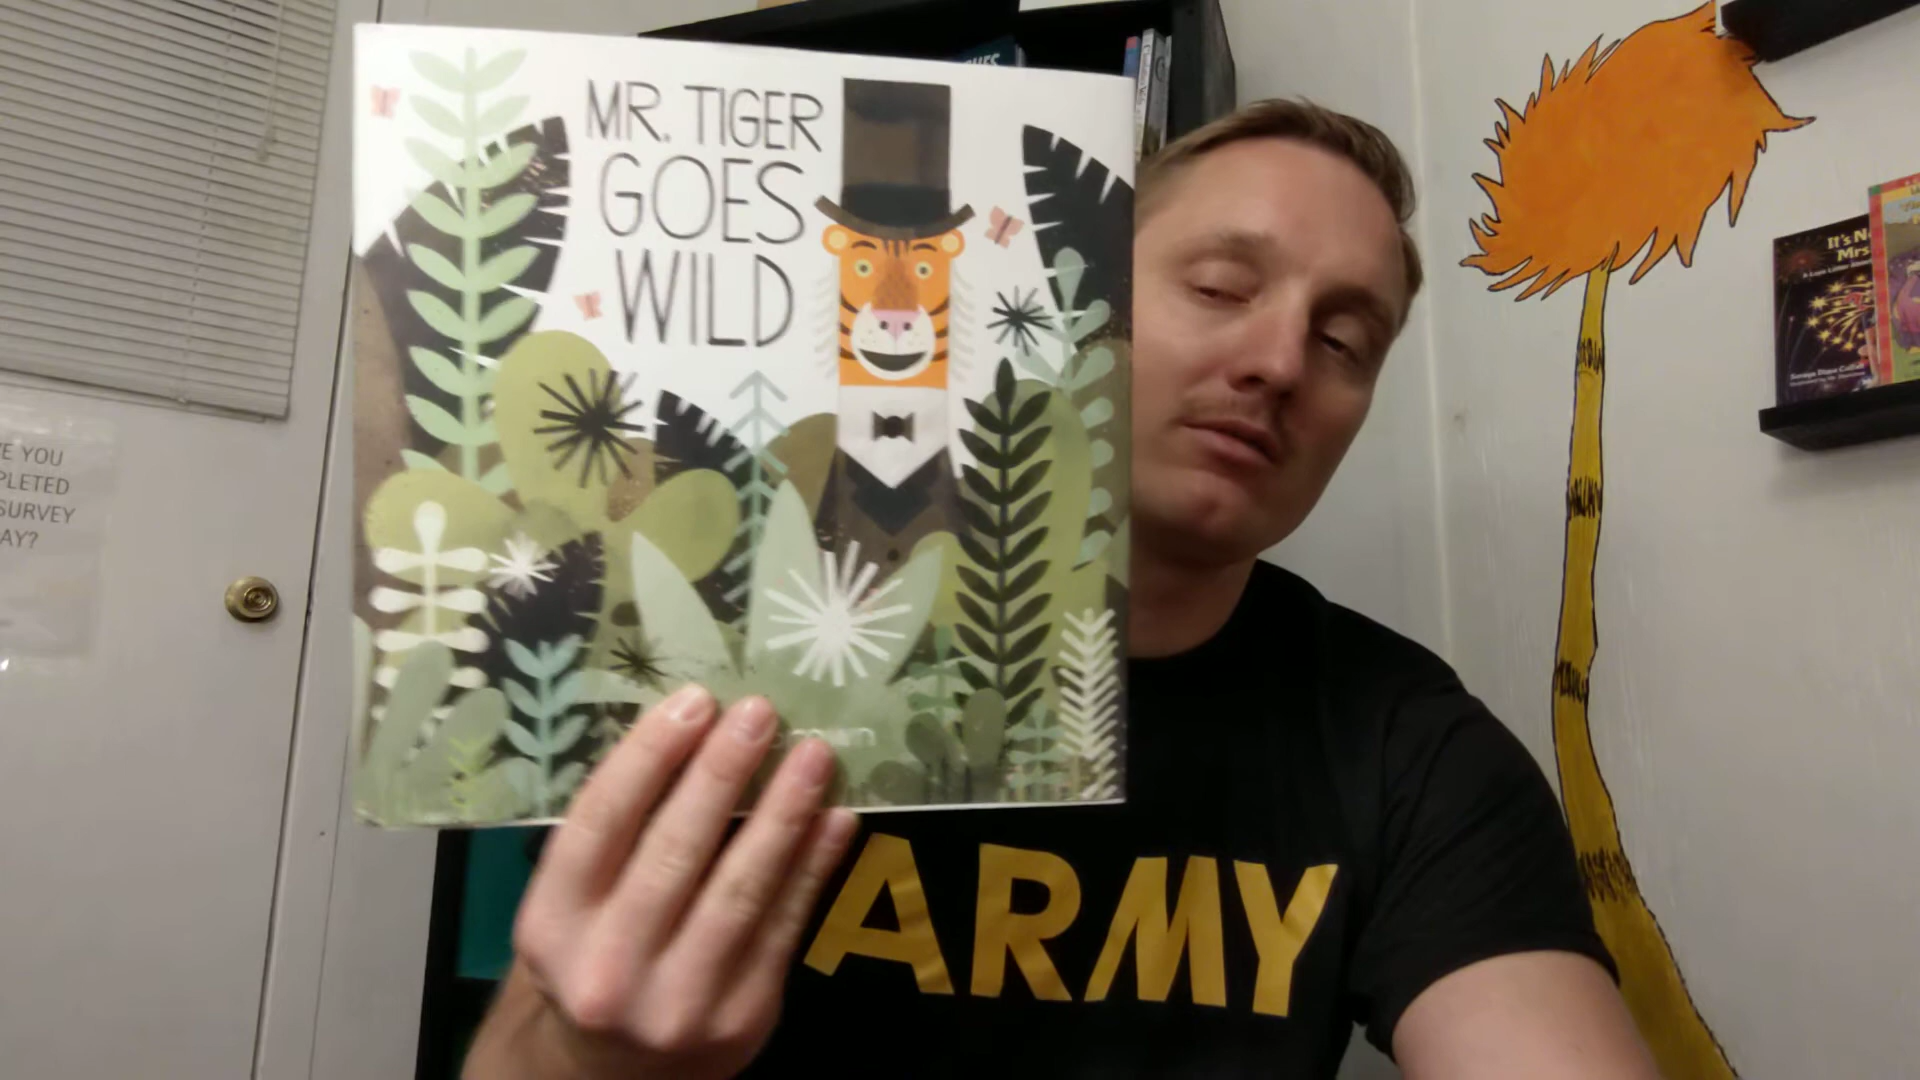 MR. TIGER
GOES
WILD
ARMY
E YOU
PLETED
SURVEY
AY?
It's N
Mrs.